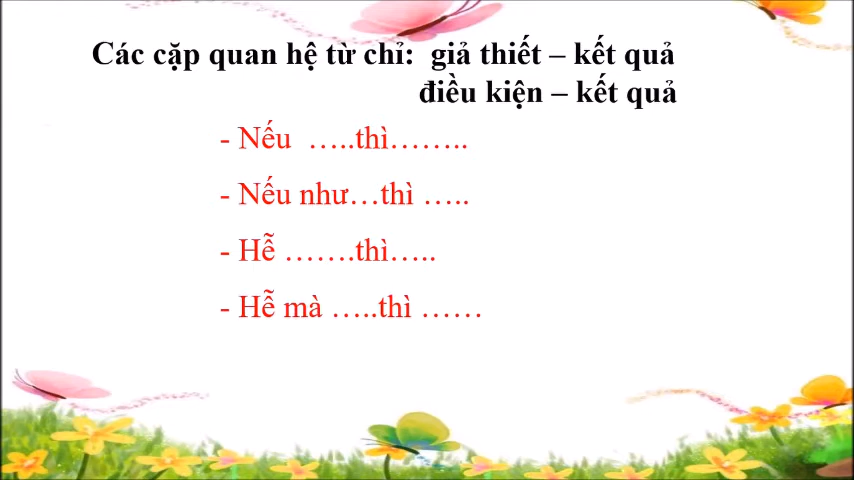 Các cặp quan hệ từ chỉ: giả thiết – kết quả
điều kiện – kết quả
- Nếu …..thì……..
- Nếu như…thì …..
- Hễ …….thì…..
- Hễ mà …..thì ……